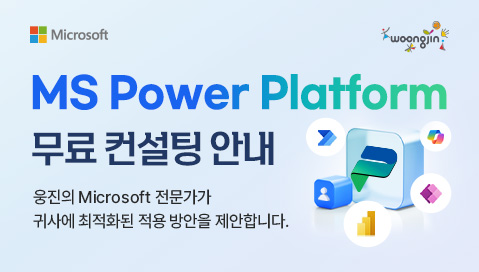 Microsoft
woongjin
MS Power Platform
무료 컨설팅 안내
웅진의 Microsoft 전문가가
귀사에 최적화된 적용 방안을 제안합니다.